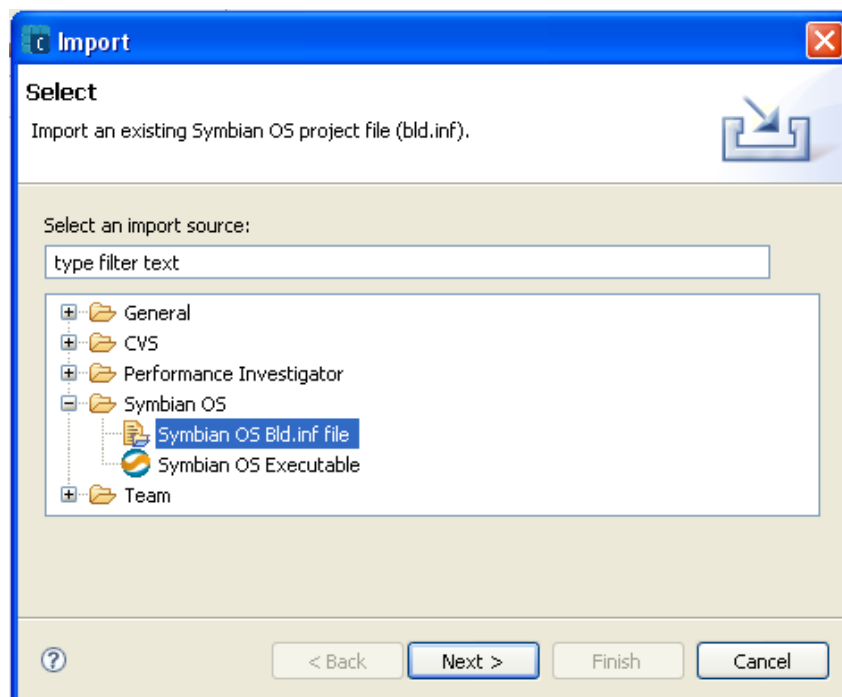 Import
Select
Import an existing Symbian OS project file (bld.inf).
Select an import source:
type filter text
General
CVS
Performance Investigator
Symbian OS
Symbian OS Bld.inf file
Symbian OS Executable
Team
< Back Next > Finish Cancel